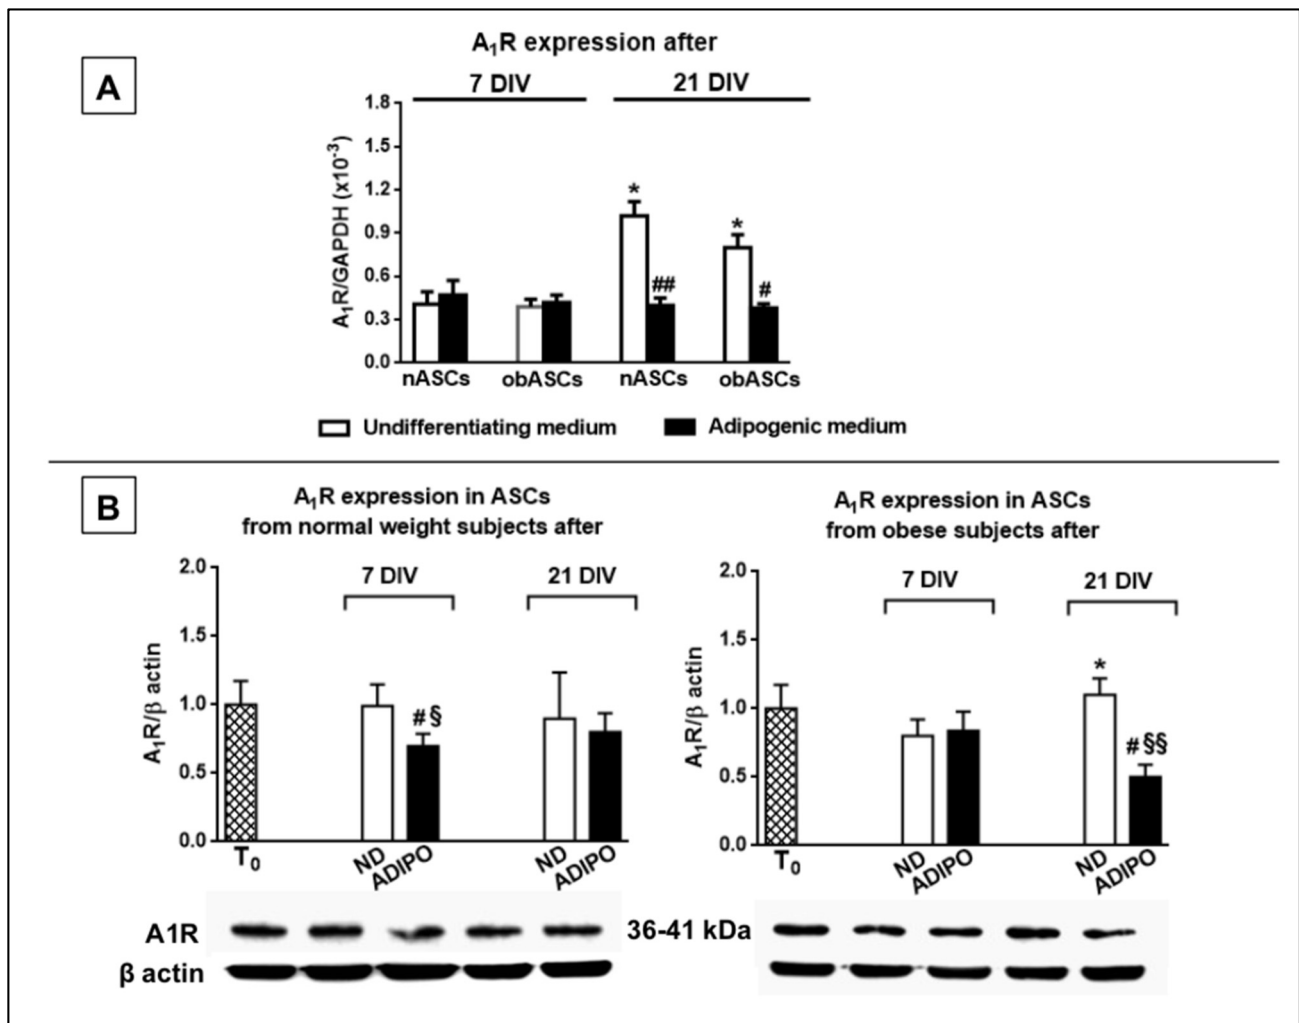 A
A₁R expression after
7 DIV 21 DIV
A₁R/GAPDH (x10⁻³)
1.8
1.5
1.2
0.9
0.6
0.3
0.0
* ## * #
nASCs obASCs nASCs obASCs
Undifferentiating medium Adipogenic medium
B
A₁R expression in ASCs
from normal weight subjects after
7 DIV 21 DIV
A₁R/β actin
2.0
1.5
1.0
0.5
0.0
# §
T₀ ND ADIPO ND ADIPO
A₁R expression in ASCs
from obese subjects after
7 DIV 21 DIV
A₁R/β actin
2.0
1.5
1.0
0.5
0.0
* # §§
T₀ ND ADIPO ND ADIPO
A1R 36-41 kDa
β actin